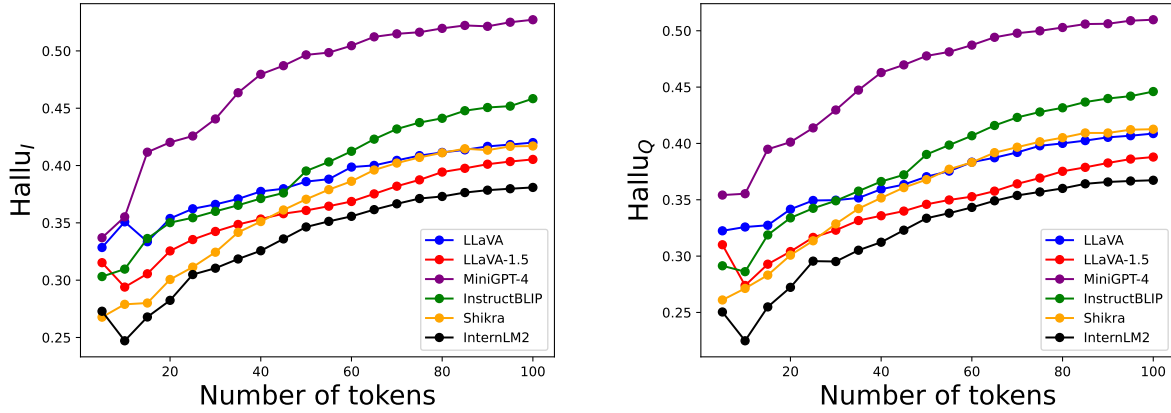 0.50
0.45
0.40
0.35
0.30
0.25
Hallu_I
20 40 60 80 100
Number of tokens
LLaVA
LLaVA-1.5
MiniGPT-4
InstructBLIP
Shikra
InternLM2
0.50
0.45
0.40
0.35
0.30
0.25
Hallu_Q
20 40 60 80 100
Number of tokens
LLaVA
LLaVA-1.5
MiniGPT-4
InstructBLIP
Shikra
InternLM2